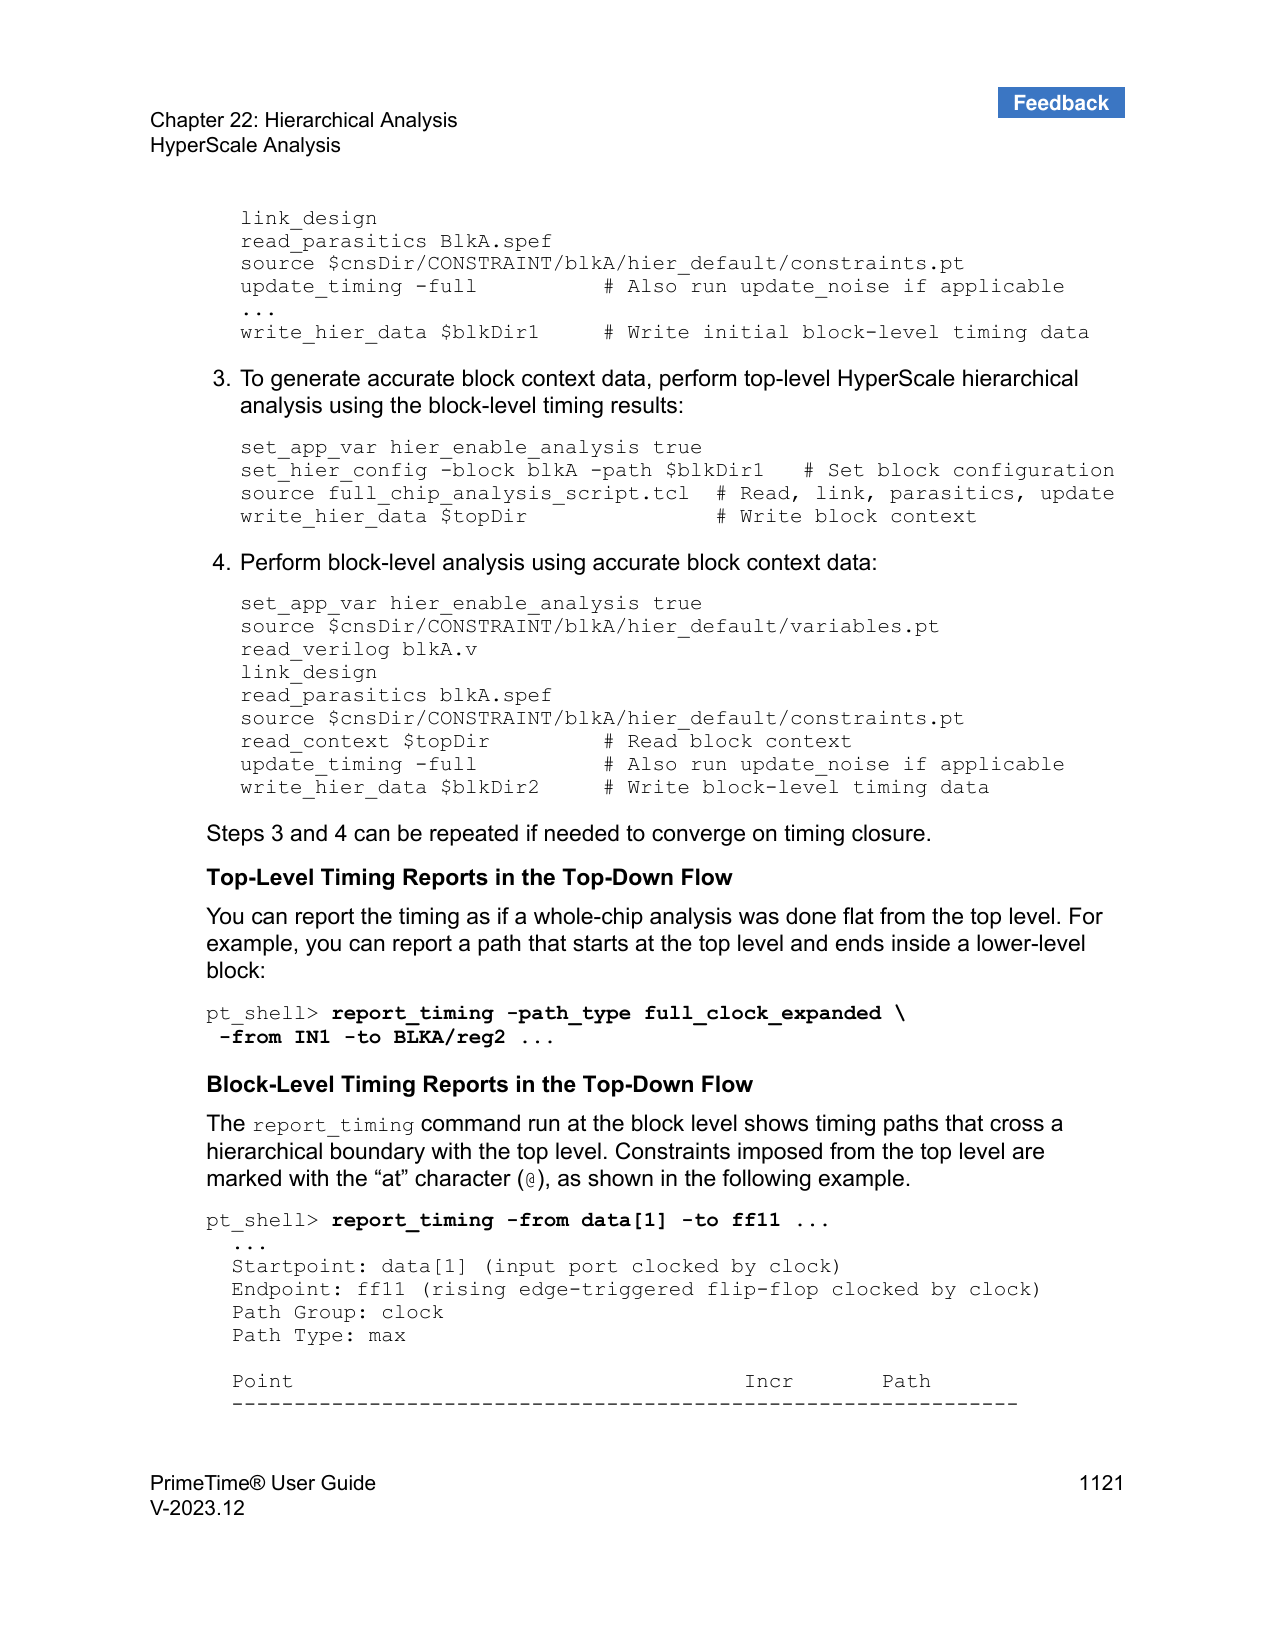 Feedback
Chapter 22: Hierarchical Analysis
HyperScale Analysis
link_design
read_parasitics BlkA.spef
source $cnsDir/CONSTRAINT/blkA/hier_default/constraints.pt
update_timing -full          # Also run update_noise if applicable
...
write_hier_data $blkDir1     # Write initial block-level timing data
3. To generate accurate block context data, perform top-level HyperScale hierarchical
analysis using the block-level timing results:
set_app_var hier_enable_analysis true
set_hier_config -block blkA -path $blkDir1   # Set block configuration
source full_chip_analysis_script.tcl  # Read, link, parasitics, update
write_hier_data $topDir               # Write block context
4. Perform block-level analysis using accurate block context data:
set_app_var hier_enable_analysis true
source $cnsDir/CONSTRAINT/blkA/hier_default/variables.pt
read_verilog blkA.v
link_design
read_parasitics blkA.spef
source $cnsDir/CONSTRAINT/blkA/hier_default/constraints.pt
read_context $topDir         # Read block context
update_timing -full          # Also run update_noise if applicable
write_hier_data $blkDir2     # Write block-level timing data
Steps 3 and 4 can be repeated if needed to converge on timing closure.
Top-Level Timing Reports in the Top-Down Flow
You can report the timing as if a whole-chip analysis was done flat from the top level. For
example, you can report a path that starts at the top level and ends inside a lower-level
block:
pt_shell> report_timing -path_type full_clock_expanded \
-from IN1 -to BLKA/reg2 ...
Block-Level Timing Reports in the Top-Down Flow
The report_timing command run at the block level shows timing paths that cross a
hierarchical boundary with the top level. Constraints imposed from the top level are
marked with the “at” character (@), as shown in the following example.
pt_shell> report_timing -from data[1] -to ff11 ...
...
Startpoint: data[1] (input port clocked by clock)
Endpoint: ff11 (rising edge-triggered flip-flop clocked by clock)
Path Group: clock
Path Type: max
Point                                    Incr       Path
---------------------------------------------------------------
PrimeTime® User Guide 1121
V-2023.12